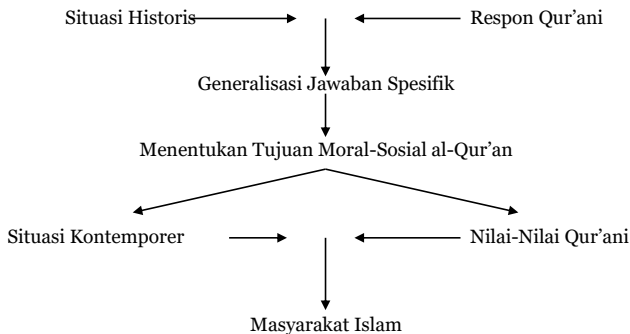 Situasi Historis Respon Qur'ani
Generalisasi Jawaban Spesifik
Menentukan Tujuan Moral-Sosial al-Qur'an
Situasi Kontemporer Nilai-Nilai Qur'ani
Masyarakat Islam